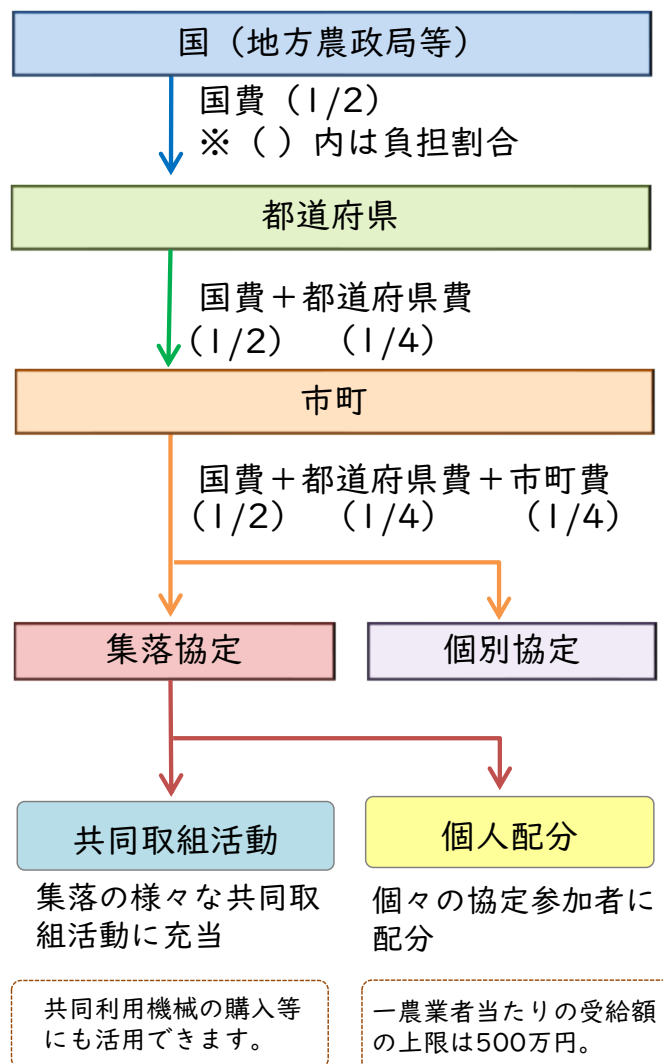 国（地方農政局等）
国費（1/2）
※（ ）内は負担割合
都道府県
国費＋都道府県費
（1/2） （1/4）
市町
国費＋都道府県費＋市町費
（1/2） （1/4） （1/4）
集落協定
個別協定
共同取組活動
個人配分
集落の様々な共同取
組活動に充当
個々の協定参加者に
配分
共同利用機械の購入等
にも活用できます。
一農業者当たりの受給額
の上限は500万円。